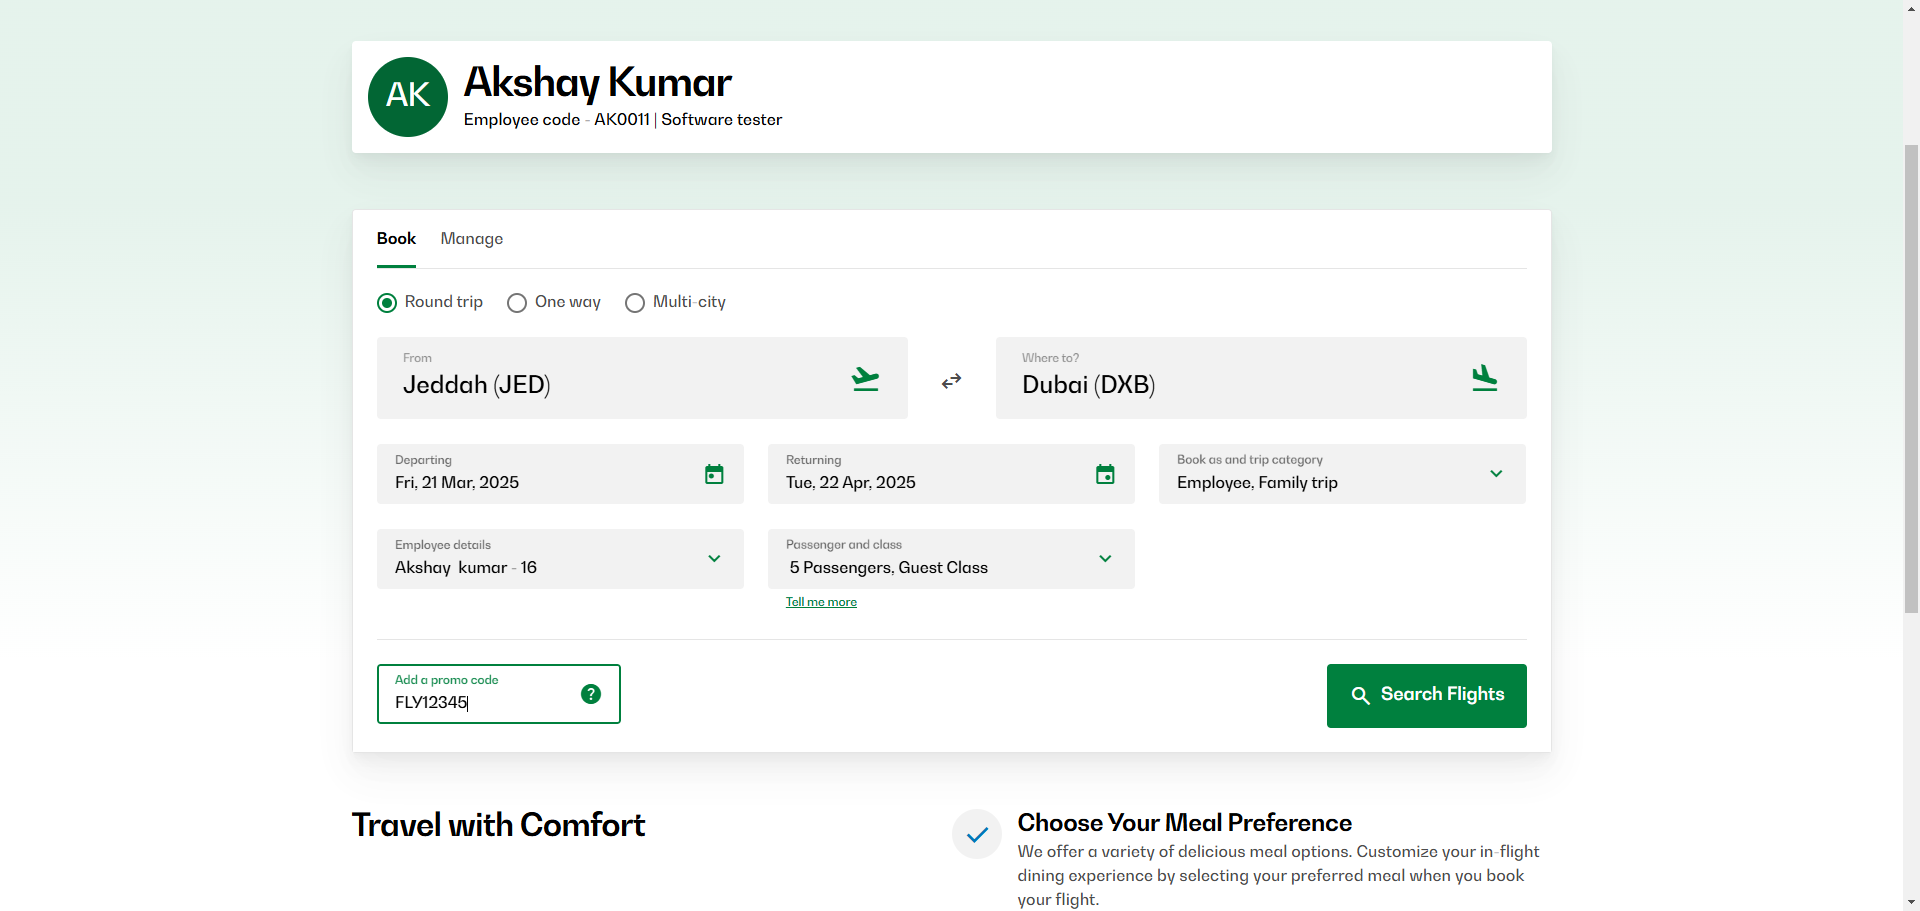 AK
Akshay Kumar
Employee code - AK0011 | Software tester
Book
Manage
Round trip
One way
Multi-city
From
Jeddah (JED)
Where to?
Dubai (DXB)
Departing
Fri, 21 Mar, 2025
Returning
Tue, 22 Apr, 2025
Book as and trip category
Employee, Family trip
Employee details
Akshay  kumar - 16
Passenger and class
5 Passengers, Guest Class
Tell me more
Add a promo code
FLY12345
?
Search Flights
Travel with Comfort
Choose Your Meal Preference
We offer a variety of delicious meal options. Customize your in-flight
dining experience by selecting your preferred meal when you book
your flight.